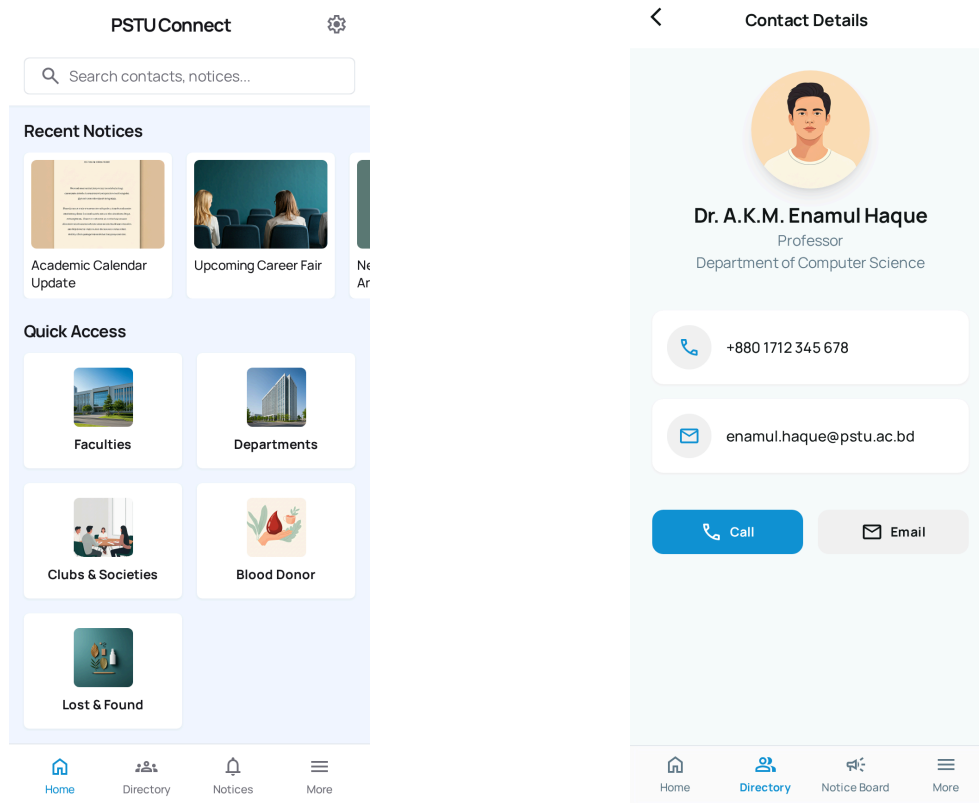 PSTU Connect
Search contacts, notices...
Recent Notices
Academic Calendar
Update
Upcoming Career Fair
Ne
Ar
Quick Access
Faculties
Departments
Clubs & Societies
Blood Donor
Lost & Found
Home
Directory
Notices
More
Contact Details
Dr. A.K.M. Enamul Haque
Professor
Department of Computer Science
+880 1712 345 678
enamul.haque@pstu.ac.bd
Call
Email
Home
Directory
Notice Board
More